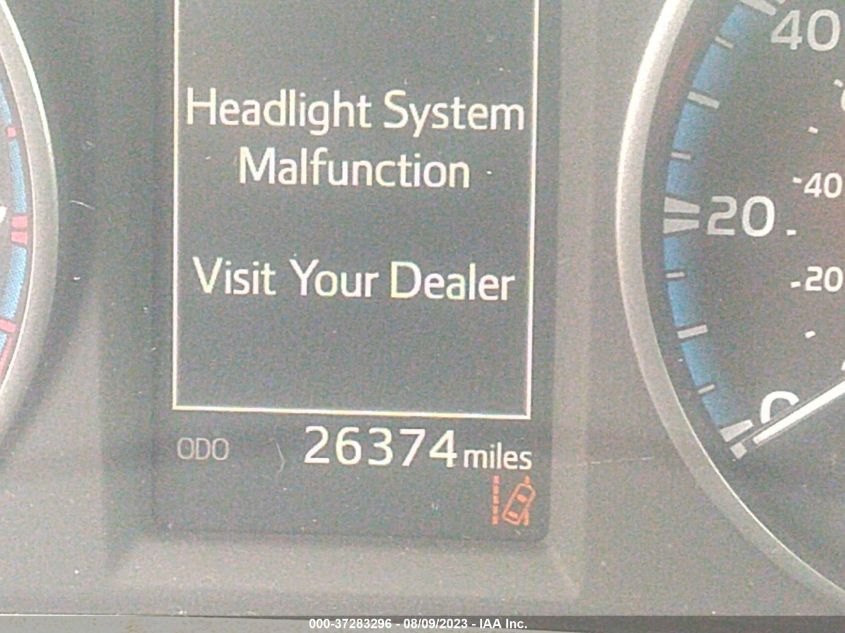 Headlight System
Malfunction
Visit Your Dealer
ODO 26374 miles
40
20
0
40
20
000-37283296 - 08/09/2023 - IAA Inc.